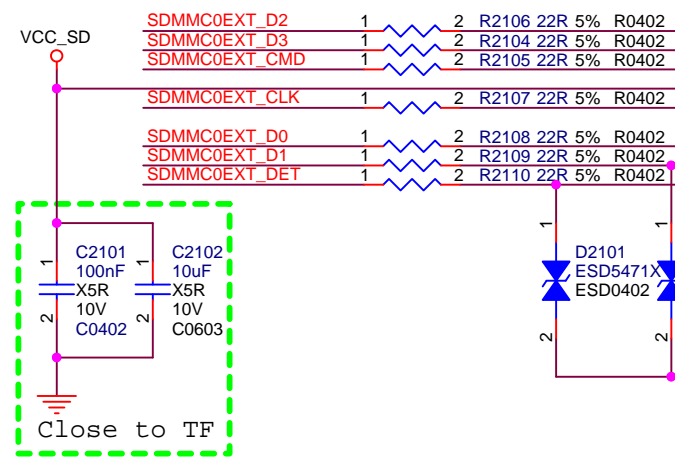 SDMMC0EXT_D2 1 2 R2106 22R 5% R0402
VCC_SD
SDMMC0EXT_D3 2 R2104 22R 5% R0402
SDMMC0EXT_CMD 1 2 R2105 22R 5% R0402
SDMMC0EXT_CLK 1 2 R2107 22R 5% R0402
SDMMC0EXT_D0 1 2 R2108 22R 5% R0402
SDMMC0EXT_D1 1 2 R2109 22R 5% R0402
SDMMC0EXT_DET 1 2 R2110 22R 5% R0402
1 C2101 1 C2102
100nF 10uF
X5R X5R
10V 10V
2 C0402 2 C0603
1 D2101 1
ESD5471X
ESD0402
2 2
Close to TF